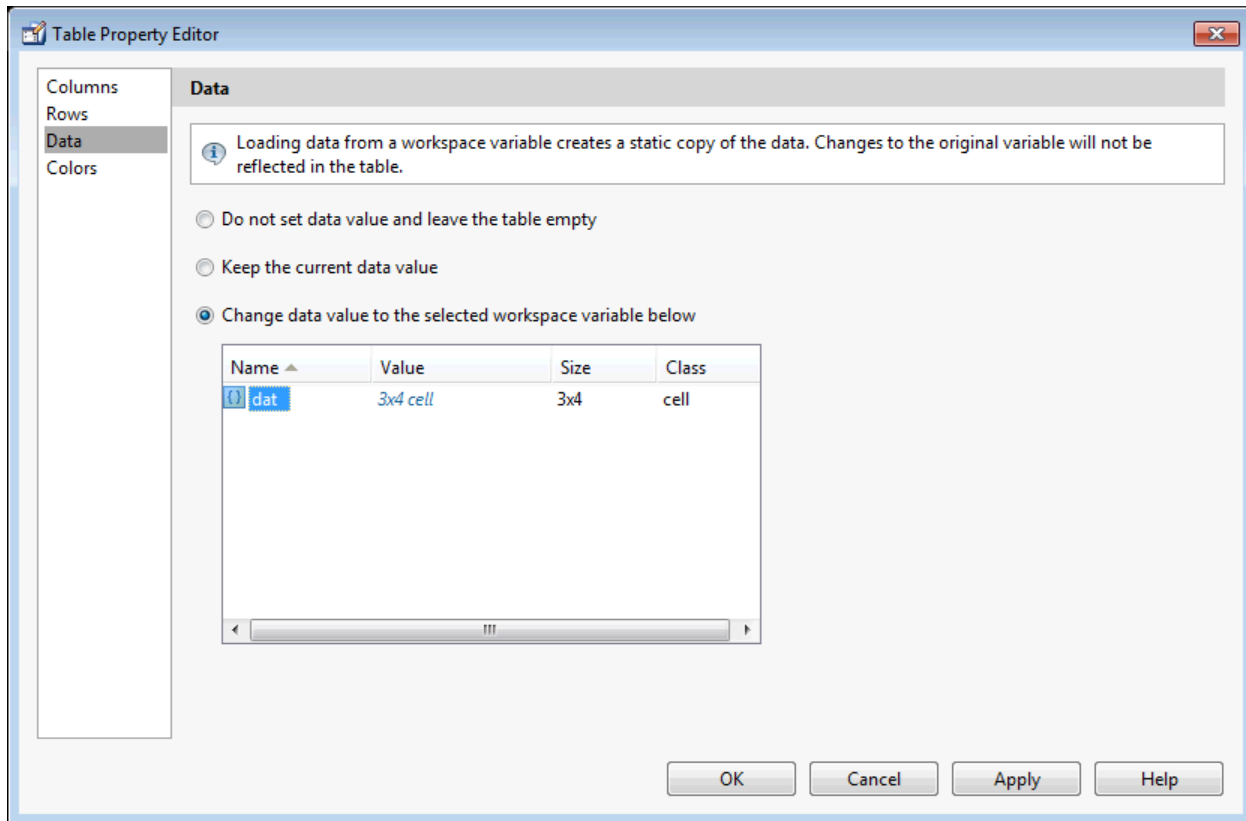 Table Property Editor
Columns
Rows
Data
Colors
Data
Loading data from a workspace variable creates a static copy of the data. Changes to the original variable will not be
reflected in the table.
Do not set data value and leave the table empty
Keep the current data value
Change data value to the selected workspace variable below
Name Value Size Class
{} dat 3x4 cell 3x4 cell
OK Cancel Apply Help